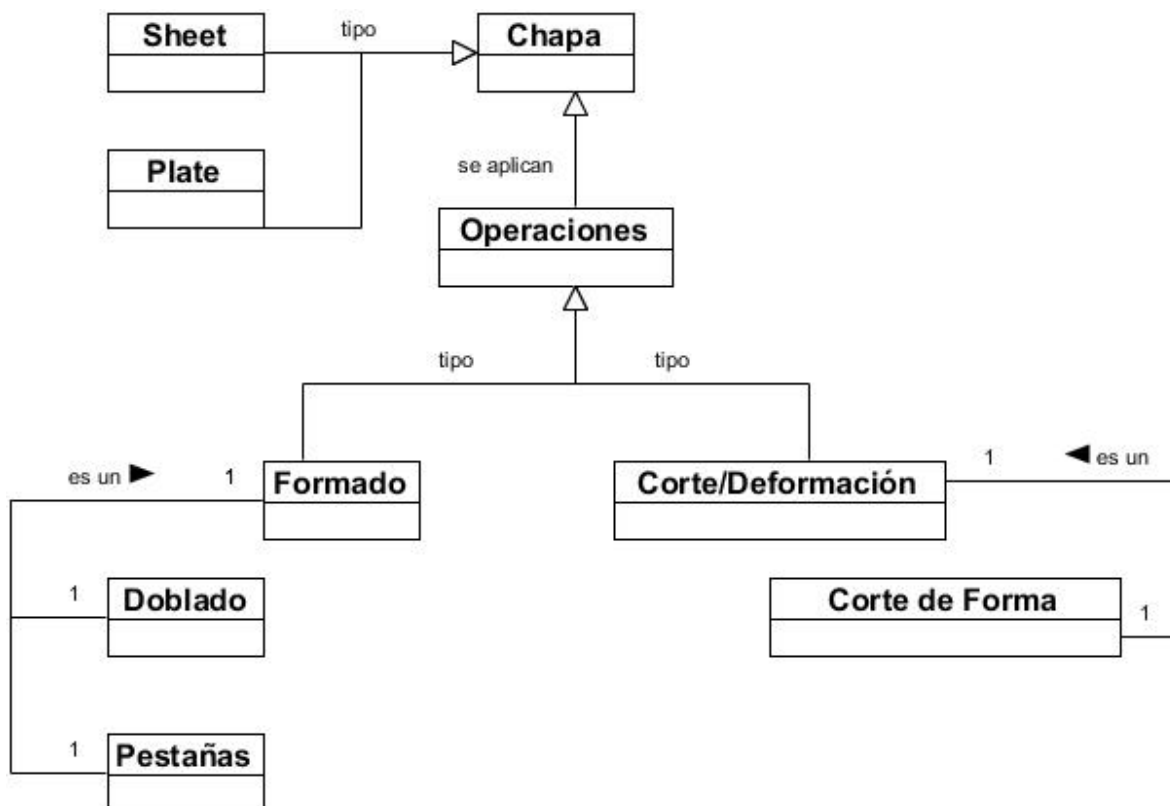 Sheet
tipo
Chapa
Plate
se aplican
Operaciones
tipo
tipo
es un
1
Formado
Corte/Deformación
1
es un
1
Doblado
Corte de Forma
1
1
Pestañas